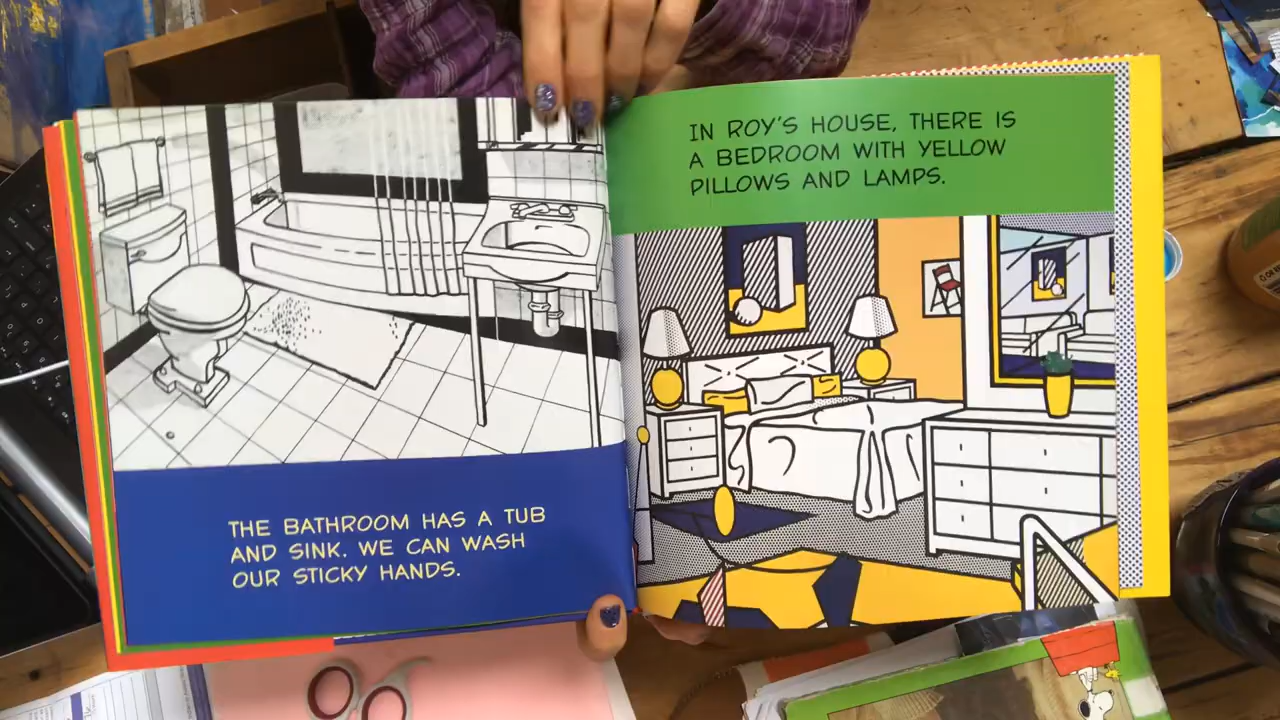 THE BATHROOM HAS A TUB
AND SINK. WE CAN WASH
OUR STICKY HANDS.
IN ROY'S HOUSE, THERE IS
A BEDROOM WITH YELLOW
PILLOWS AND LAMPS.